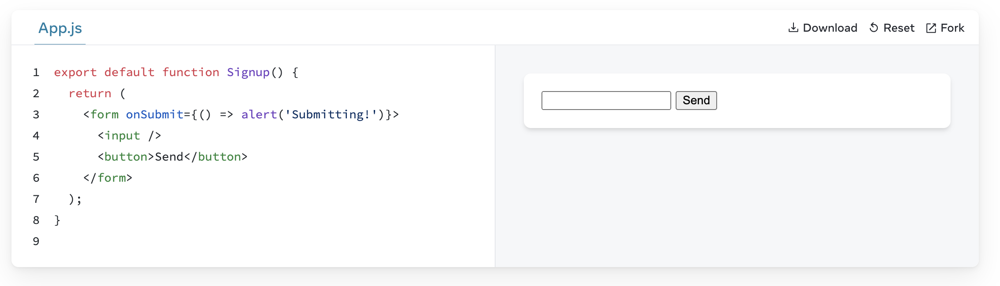 App.js
Download Reset Fork
1 export default function Signup() {
2   return (
3     <form onSubmit={() => alert('Submitting!')}>
4       <input />
5       <button>Send</button>
6     </form>
7   );
8 }
9
Send